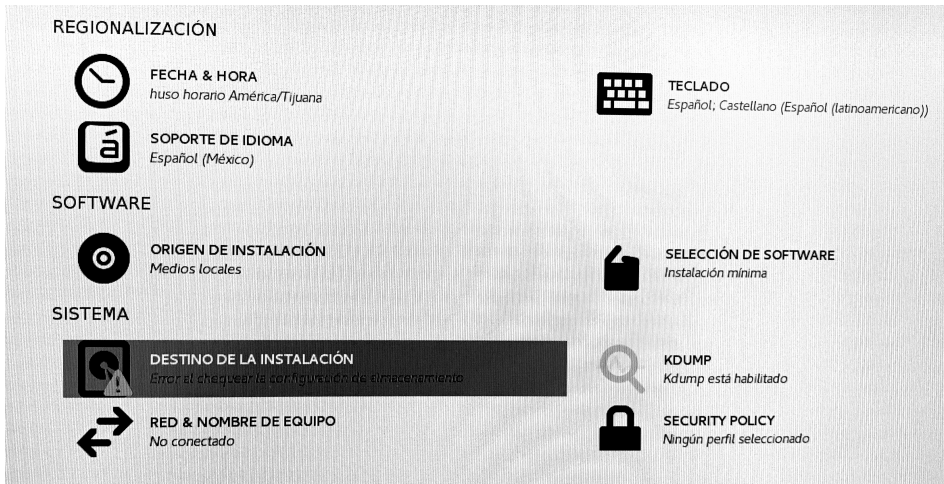 REGIONALIZACIÓN
FECHA & HORA
huso horario América/Tijuana
TECLADO
Español; Castellano (Español (latinoamericano))
SOPORTE DE IDIOMA
Español (México)
SOFTWARE
ORIGEN DE INSTALACIÓN
Medios locales
SELECCIÓN DE SOFTWARE
Instalación mínima
SISTEMA
DESTINO DE LA INSTALACIÓN
Error al chequear la configuración de almacenamiento
KDUMP
Kdump está habilitado
RED & NOMBRE DE EQUIPO
No conectado
SECURITY POLICY
Ningún perfil seleccionado